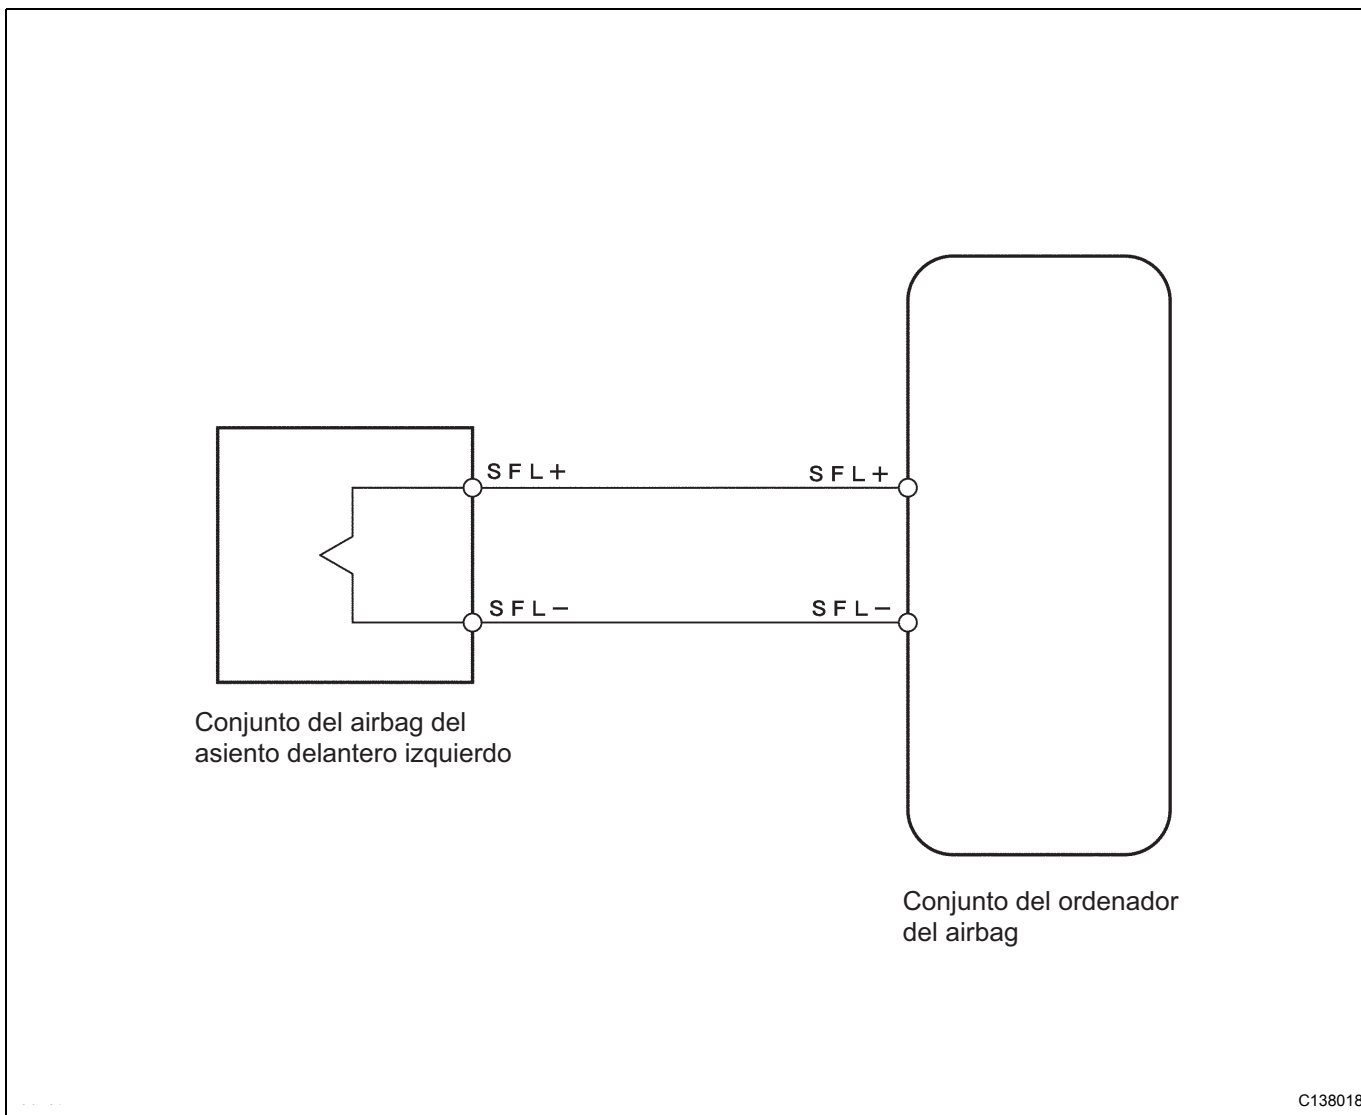 SFL+
SFL+
SFL−
SFL−
Conjunto del airbag del
asiento delantero izquierdo
Conjunto del ordenador
del airbag
C138018